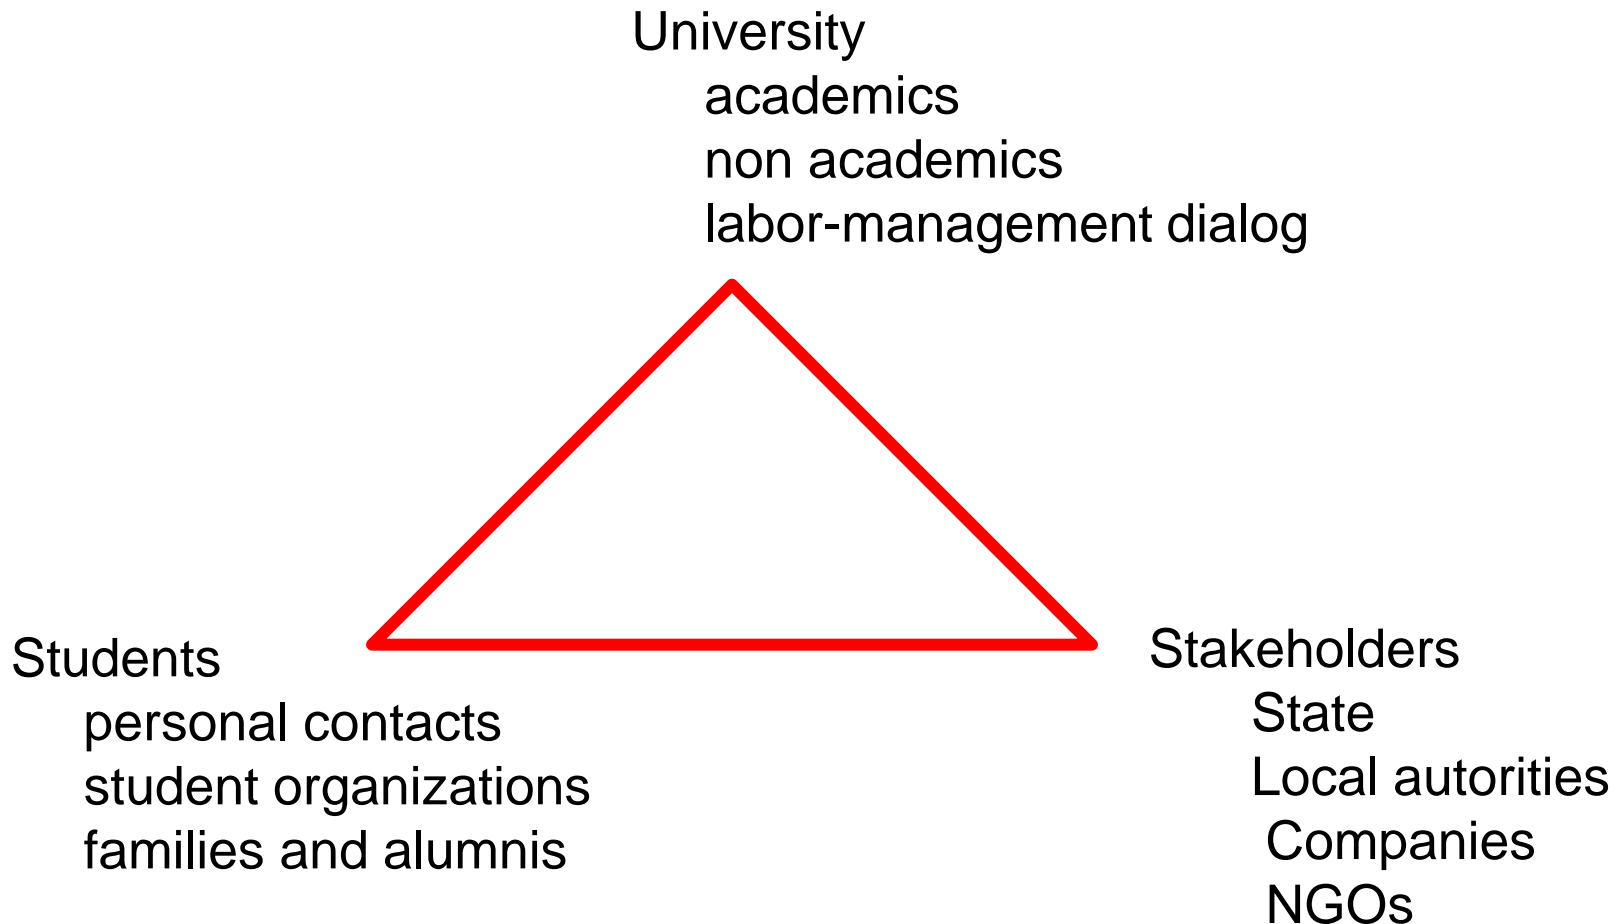 University
academics
non academics
labor-management dialog
Students
personal contacts
student organizations
families and alumnis
Stakeholders
State
Local autorities
Companies
NGOs